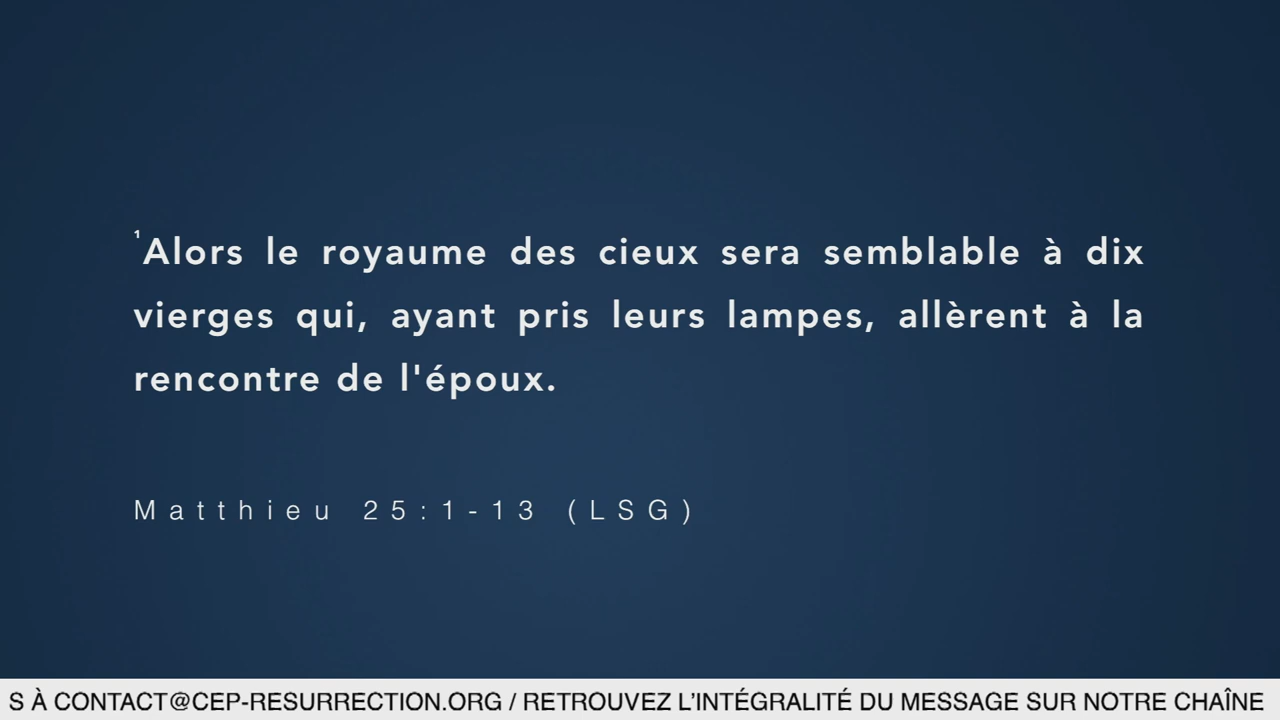 ¹Alors le royaume des cieux sera semblable à dix
vierges qui, ayant pris leurs lampes, allèrent à la
rencontre de l'époux.
Matthieu 25:1-13 (LSG)
S À CONTACT@CEP-RESURRECTION.ORG / RETROUVEZ L’INTÉGRALITÉ DU MESSAGE SUR NOTRE CHAÎNE